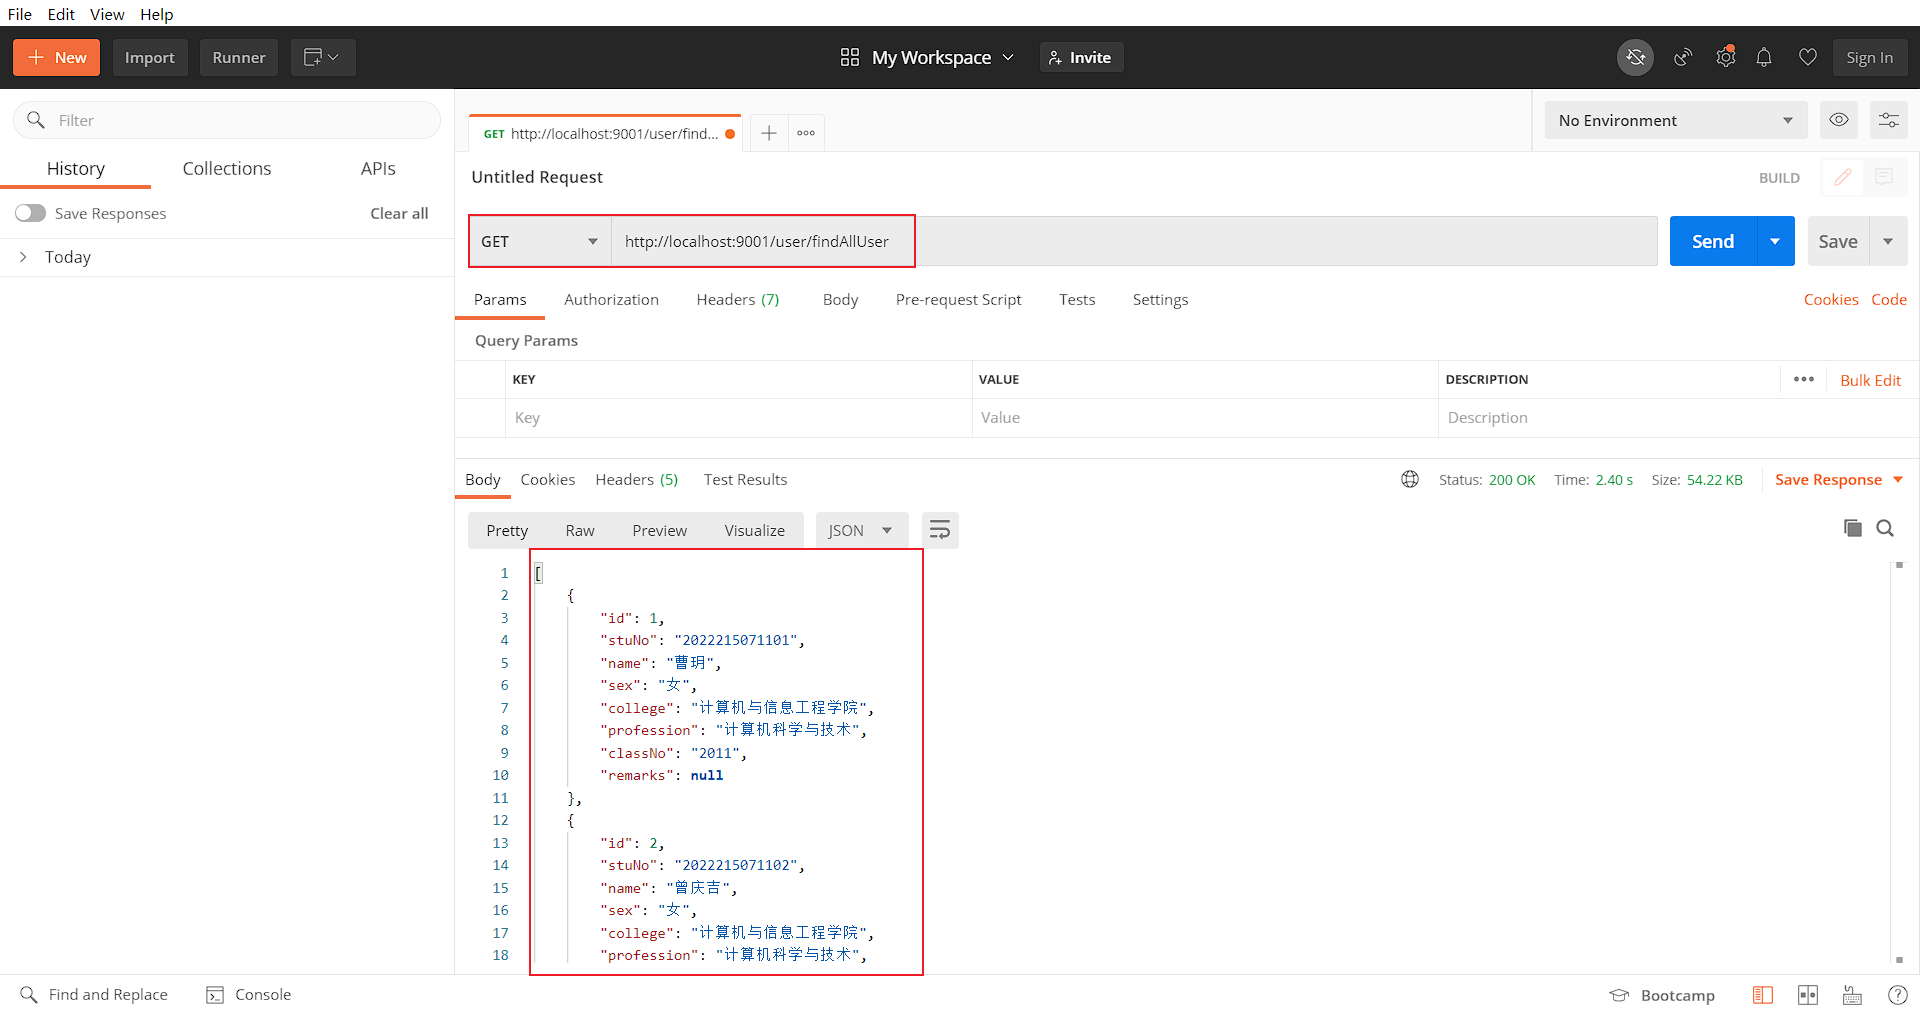 File Edit View Help
New Import Runner My Workspace Invite Sign In
Filter
GET http://localhost:9001/user/find... No Environment
History Collections APIs
Untitled Request BUILD
Save Responses Clear all
GET http://localhost:9001/user/findAllUser Send Save
Today
Params Authorization Headers (7) Body Pre-request Script Tests Settings Cookies Code
Query Params
KEY VALUE DESCRIPTION Bulk Edit
Key Value Description
Body Cookies Headers (5) Test Results Status: 200 OK Time: 2.40 s Size: 54.22 KB Save Response
Pretty Raw Preview Visualize JSON
1 [
2 {
3 "id": 1,
4 "stuNo": "2022215071101",
5 "name": "曹玥",
6 "sex": "女",
7 "college": "计算机与信息工程学院",
8 "profession": "计算机科学与技术",
9 "classNo": "2011",
10 "remarks": null
11 },
12 {
13 "id": 2,
14 "stuNo": "2022215071102",
15 "name": "曾庆吉",
16 "sex": "女",
17 "college": "计算机与信息工程学院",
18 "profession": "计算机科学与技术",
Find and Replace Console Bootcamp